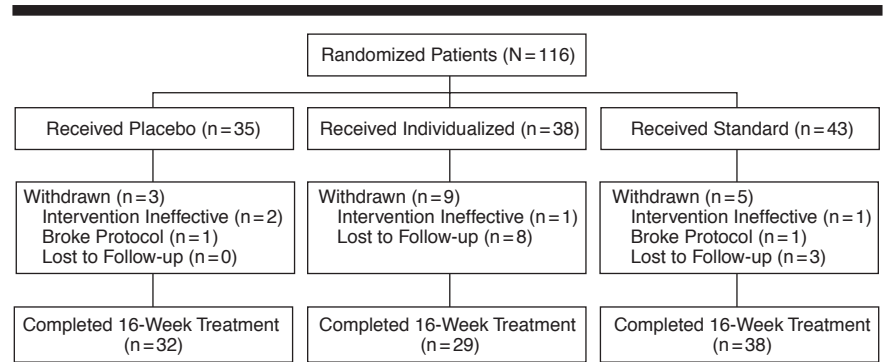 Randomized Patients (N=116)
Received Placebo (n=35)
Received Individualized (n=38)
Received Standard (n=43)
Withdrawn (n=3)
Intervention Ineffective (n=2)
Broke Protocol (n=1)
Lost to Follow-up (n=0)
Withdrawn (n=9)
Intervention Ineffective (n=1)
Lost to Follow-up (n=8)
Withdrawn (n=5)
Intervention Ineffective (n=1)
Broke Protocol (n=1)
Lost to Follow-up (n=3)
Completed 16-Week Treatment
(n=32)
Completed 16-Week Treatment
(n=29)
Completed 16-Week Treatment
(n=38)